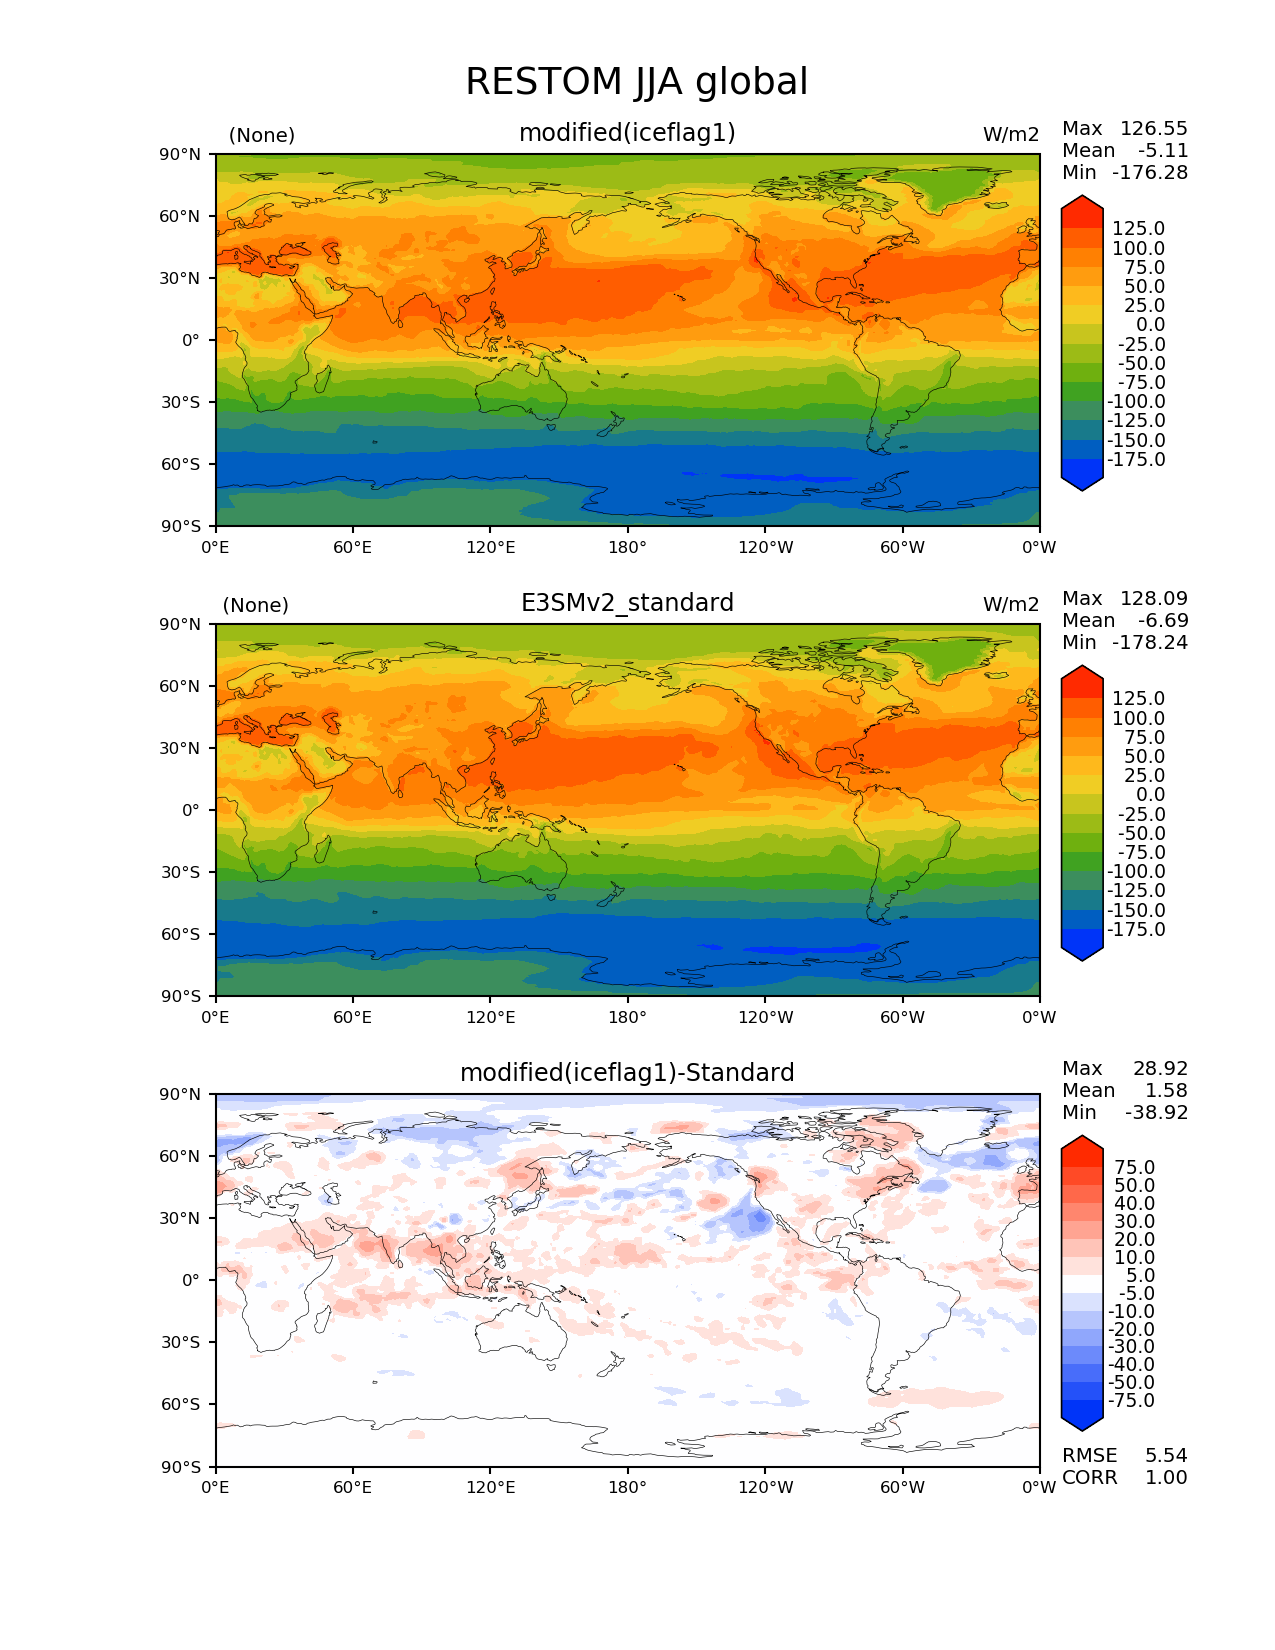 RESTOM JJA global
(None) modified(iceflag1) W/m2
Max 126.55
Mean -5.11
Min -176.28
90°N
60°N
30°N
0°
30°S
60°S
90°S
0°E 60°E 120°E 180° 120°W 60°W 0°W
125.0
100.0
75.0
50.0
25.0
0.0
-25.0
-50.0
-75.0
-100.0
-125.0
-150.0
-175.0
(None) E3SMv2_standard W/m2
Max 128.09
Mean -6.69
Min -178.24
90°N
60°N
30°N
0°
30°S
60°S
90°S
0°E 60°E 120°E 180° 120°W 60°W 0°W
125.0
100.0
75.0
50.0
25.0
0.0
-25.0
-50.0
-75.0
-100.0
-125.0
-150.0
-175.0
modified(iceflag1)-Standard
Max 28.92
Mean 1.58
Min -38.92
90°N
60°N
30°N
0°
30°S
60°S
90°S
0°E 60°E 120°E 180° 120°W 60°W 0°W
75.0
50.0
40.0
30.0
20.0
10.0
5.0
-5.0
-10.0
-20.0
-30.0
-40.0
-50.0
-75.0
RMSE 5.54
CORR 1.00